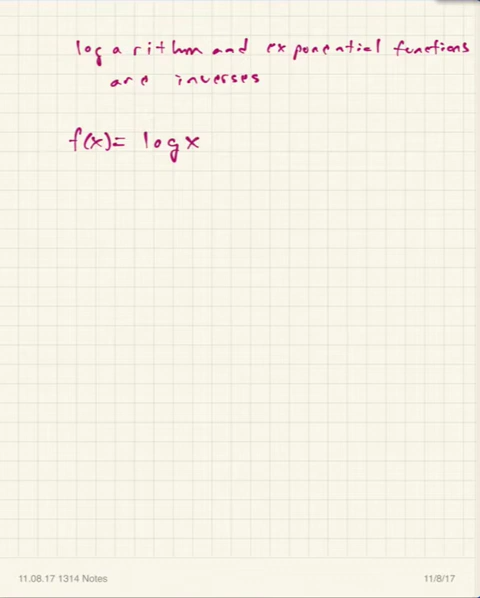 logarithm and exponential functions
are inverses
f(x)= log x
11.08.17 1314 Notes
11/8/17